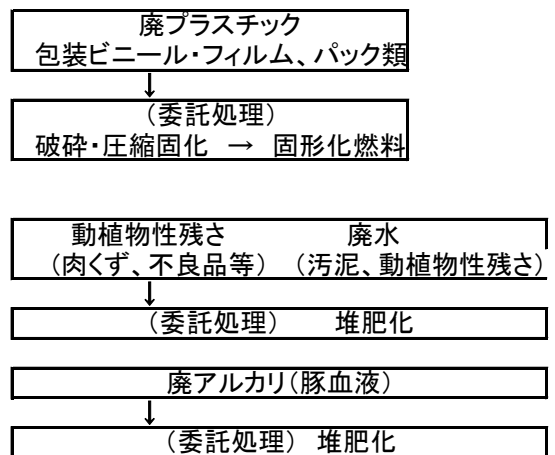 廃プラスチック
包装ビニール・フィルム、パック類
↓
(委託処理)
破砕・圧縮固化 → 固形化燃料
動植物性残さ 廃水
(肉くず、不良品等) (汚泥、動植物性残さ)
↓
(委託処理) 堆肥化
廃アルカリ(豚血液)
↓
(委託処理) 堆肥化